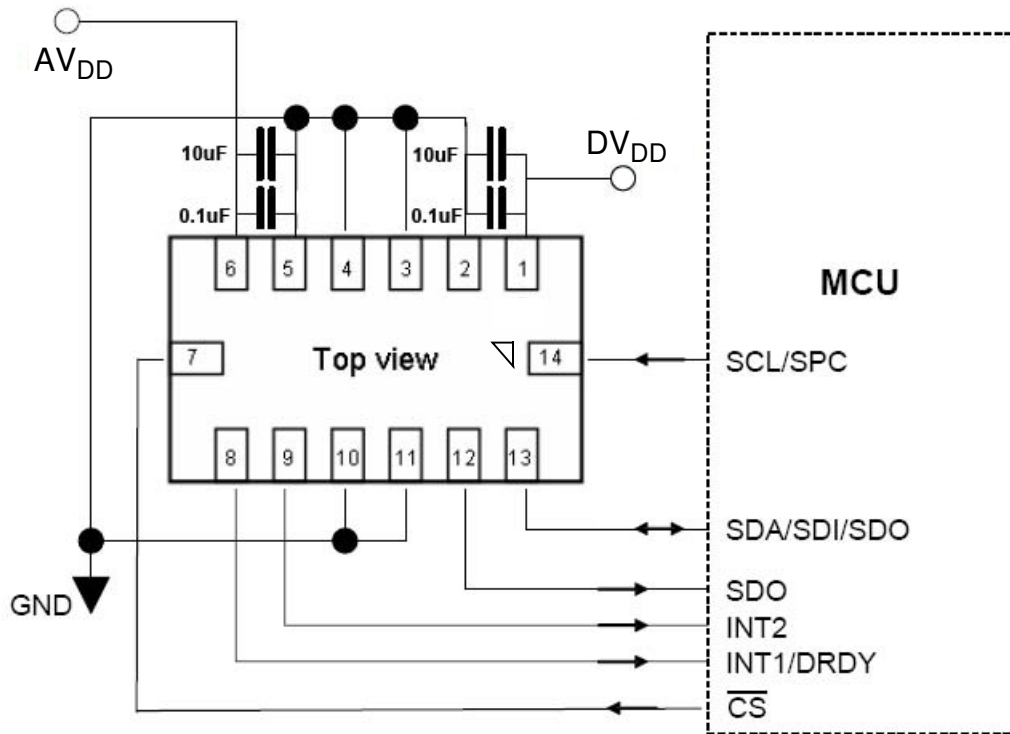 AVDD
10uF
10uF
DVDD
0.1uF
0.1uF
6 5 4 3 2 1
MCU
7
Top view
14
SCL/SPC
8 9 10 11 12 13
SDA/SDI/SDO
GND
SDO
INT2
INT1/DRDY
CS